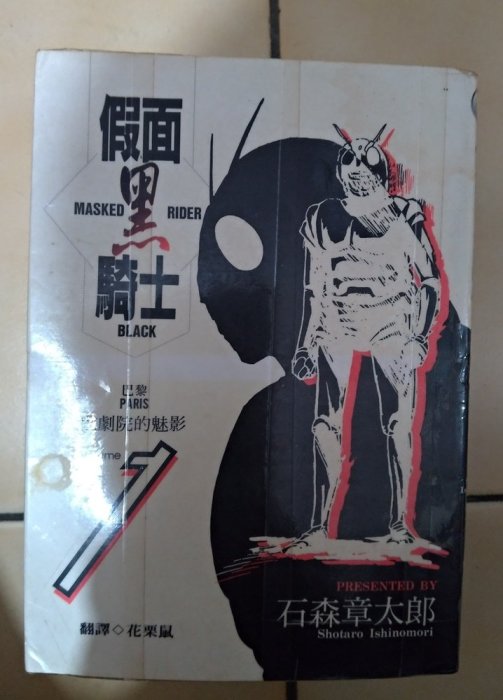 假面
MASKED 黑 RIDER
騎士
BLACK
巴黎
PARIS
劇院的魅影
1
PRESENTED BY
石森章太郎
Shotaro Ishinomori
翻譯◇花栗鼠